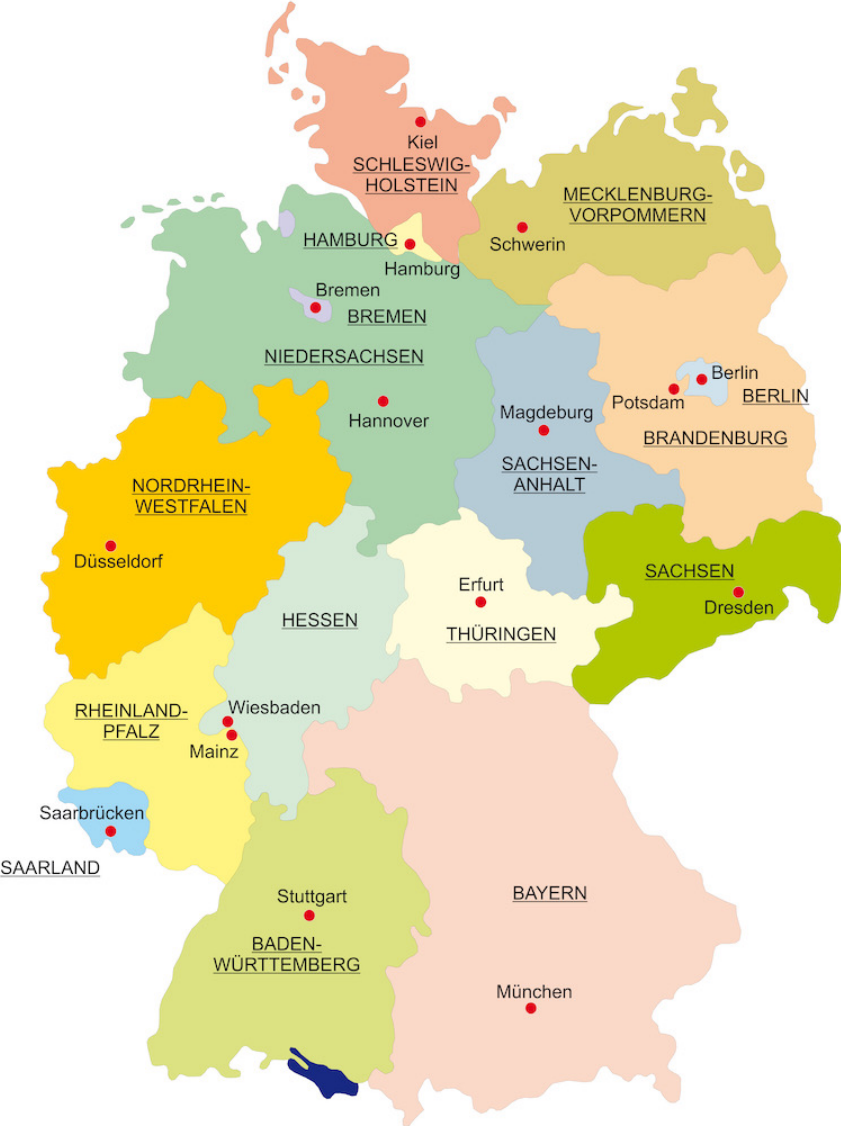 Kiel
SCHLESWIG-
HOLSTEIN
MECKLENBURG-
VORPOMMERN
Schwerin
HAMBURG
Hamburg
Bremen
BREMEN
NIEDERSACHSEN
Hannover
Berlin
BERLIN
Potsdam
BRANDENBURG
Magdeburg
SACHSEN-
ANHALT
NORDRHEIN-
WESTFALEN
Düsseldorf
HESSEN
Erfurt
THÜRINGEN
SACHSEN
Dresden
RHEINLAND-
PFALZ
Wiesbaden
Mainz
Saarbrücken
SAARLAND
Stuttgart
BADEN-
WÜRTTEMBERG
BAYERN
München